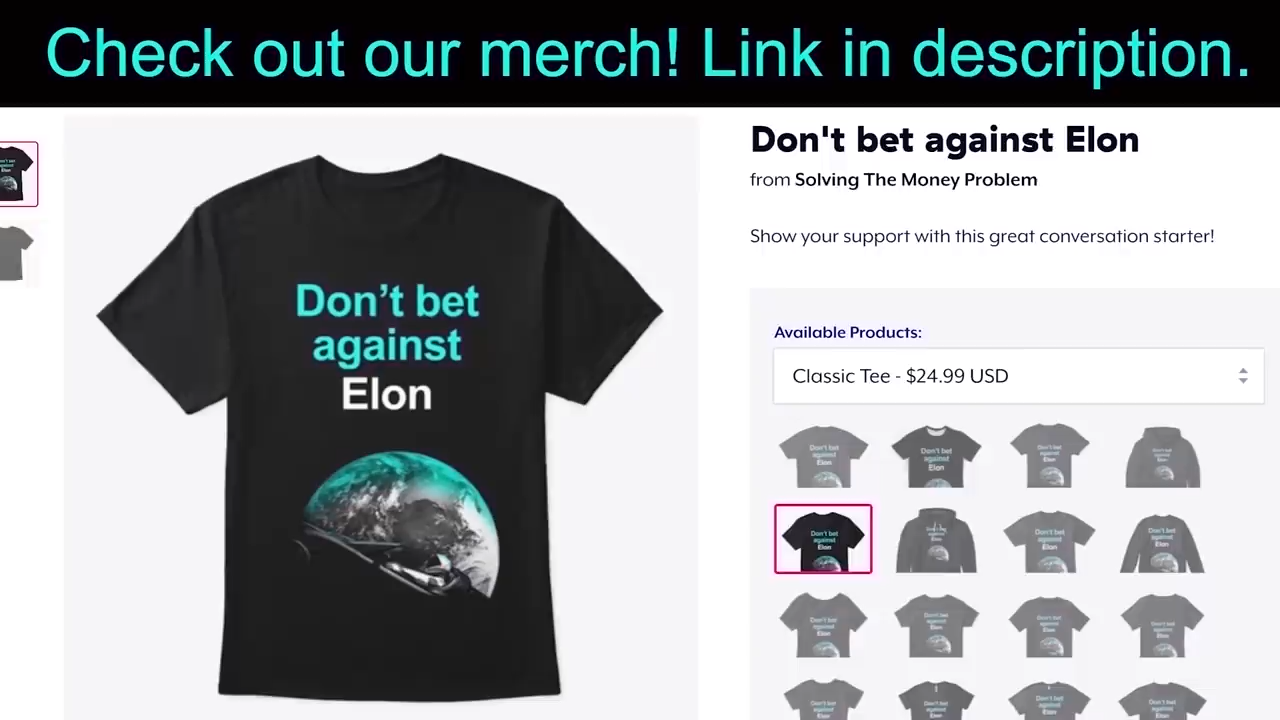 Check out our merch! Link in description.
Don't bet against Elon
from Solving The Money Problem
Show your support with this great conversation starter!
Available Products:
Classic Tee - $24.99 USD
Don't bet
against
Elon